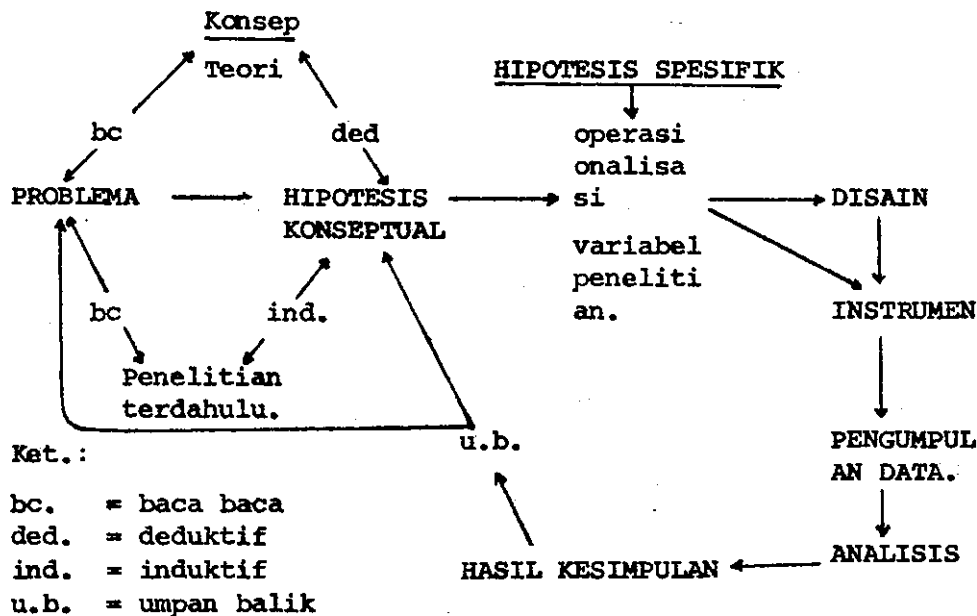 Konsep
Teori
HIPOTESIS SPESIFIK
bc
ded
operasi
onalisa
si
PROBLEMA
HIPOTESIS
KONSEPTUAL
DISAIN
variabel
peneliti
an.
bc
ind.
INSTRUMEN
Penelitian
terdahulu.
u.b.
PENGUMPUL
AN DATA.
Ket.:
bc. = baca baca
ded. = deduktif
ind. = induktif
u.b. = umpan balik
HASIL KESIMPULAN
ANALISIS